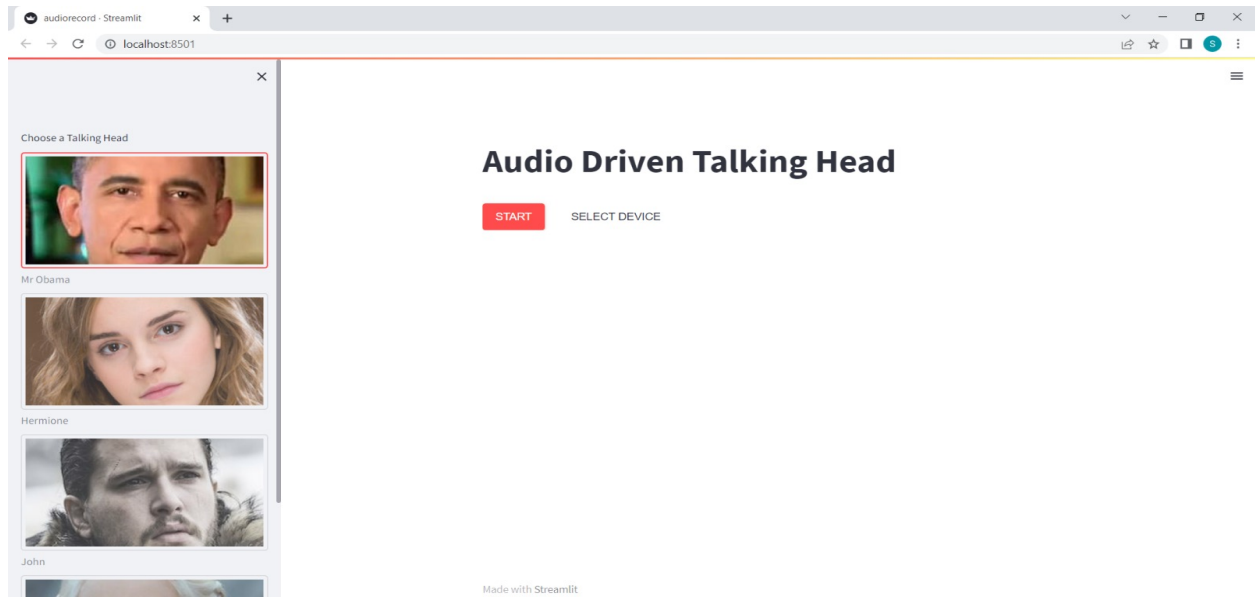 audiorecord · Streamlit
localhost:8501
S
Choose a Talking Head
Mr Obama
Hermione
John
Audio Driven Talking Head
START SELECT DEVICE
Made with Streamlit